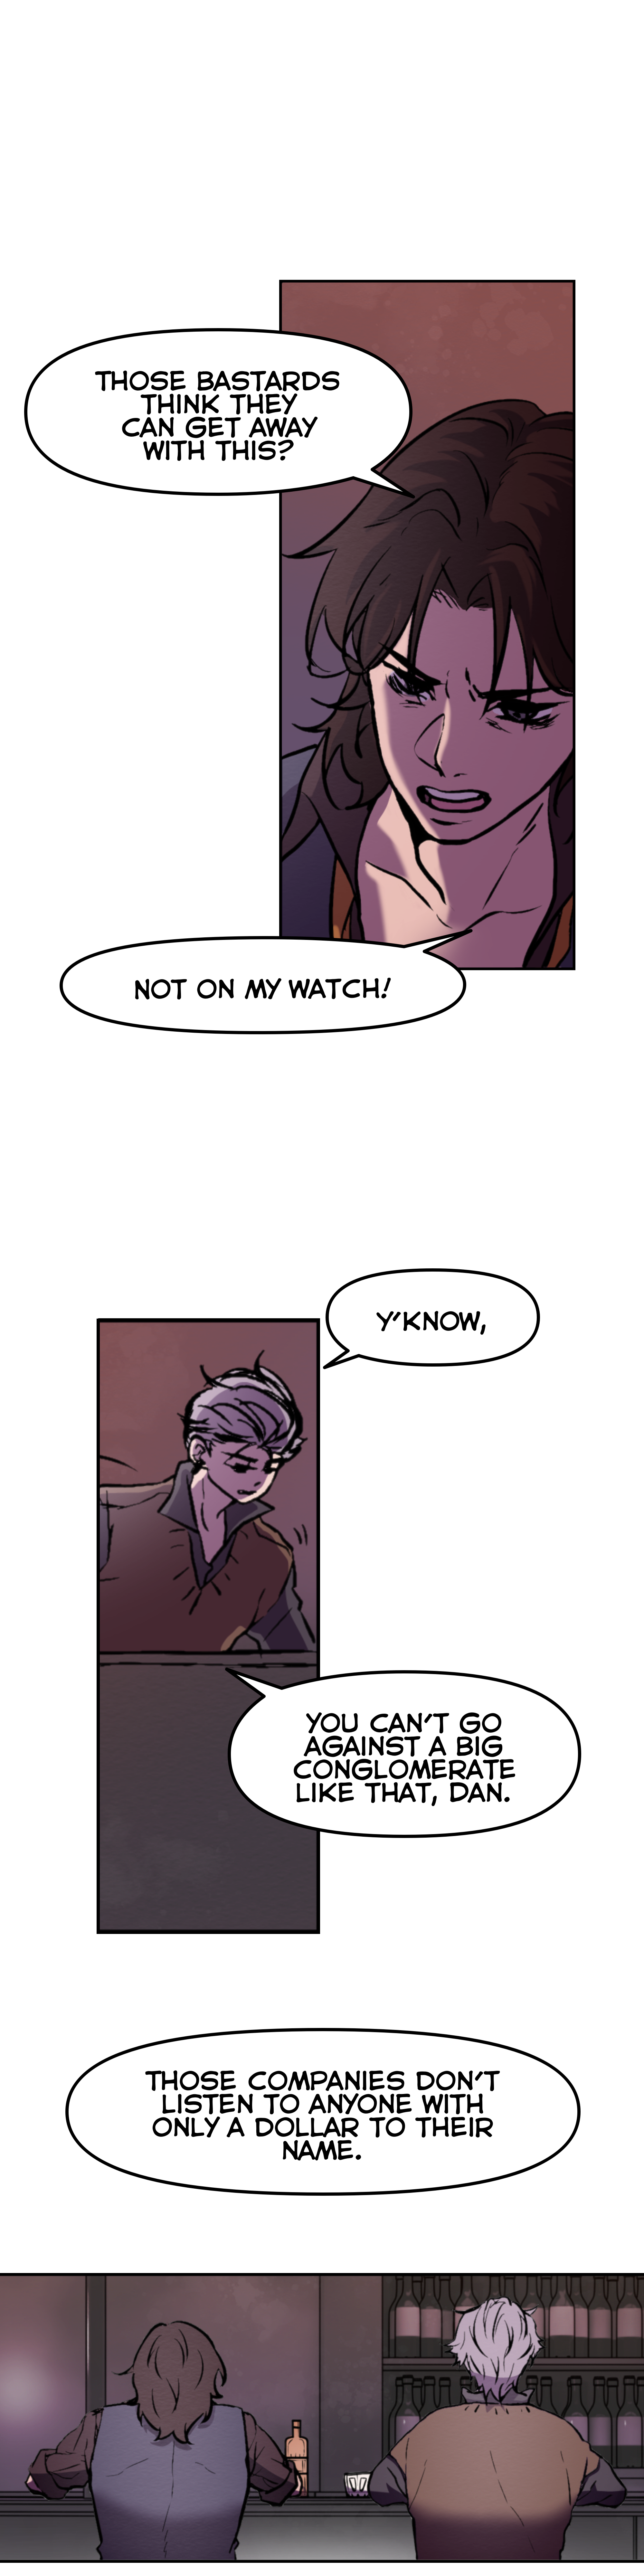 THOSE BASTARDS
THINK THEY
CAN GET AWAY
WITH THIS?
NOT ON MY WATCH!
Y'KNOW,
YOU CAN'T GO
AGAINST A BIG
CONGLOMERATE
LIKE THAT, DAN.
THOSE COMPANIES DON'T
LISTEN TO ANYONE WITH
ONLY A DOLLAR TO THEIR
NAME.